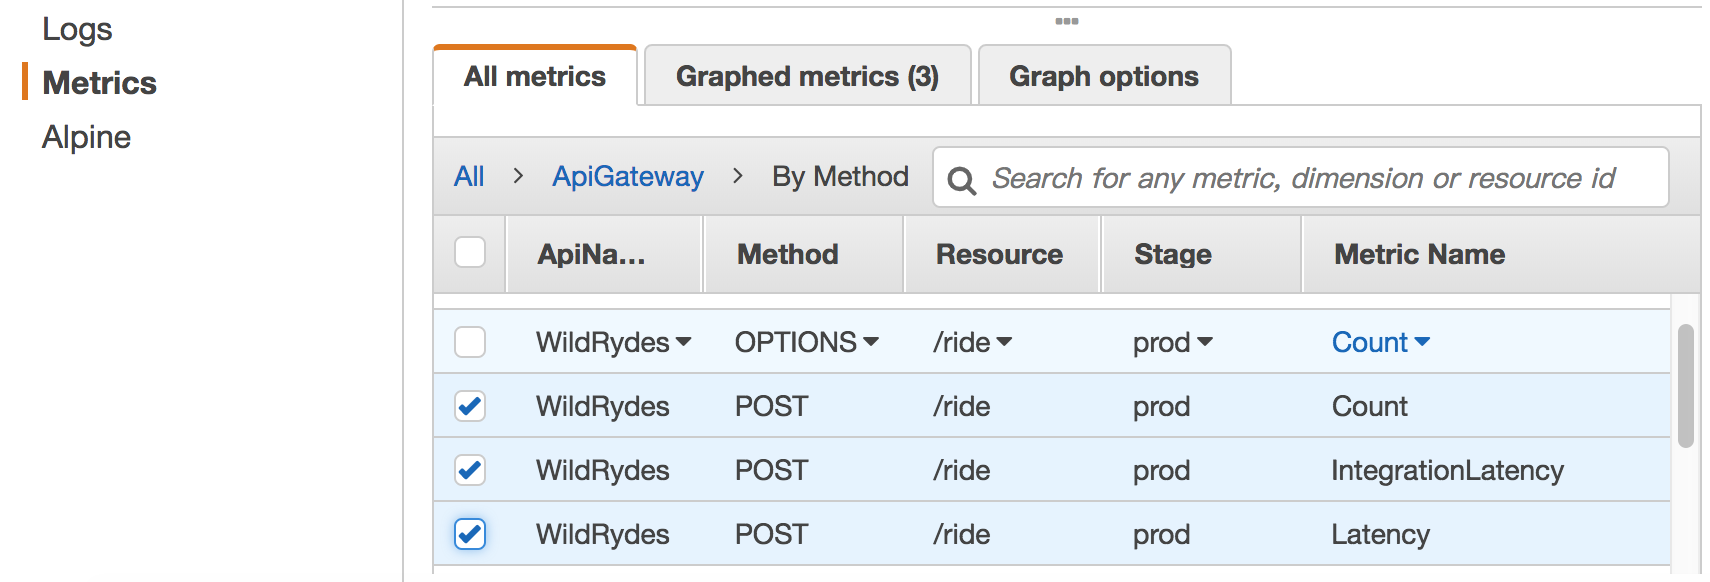 Logs
Metrics
Alpine
All metrics Graphed metrics (3) Graph options
All > ApiGateway > By Method Search for any metric, dimension or resource id
ApiNa... Method Resource Stage Metric Name
WildRydes OPTIONS /ride prod Count
WildRydes POST /ride prod Count
WildRydes POST /ride prod IntegrationLatency
WildRydes POST /ride prod Latency